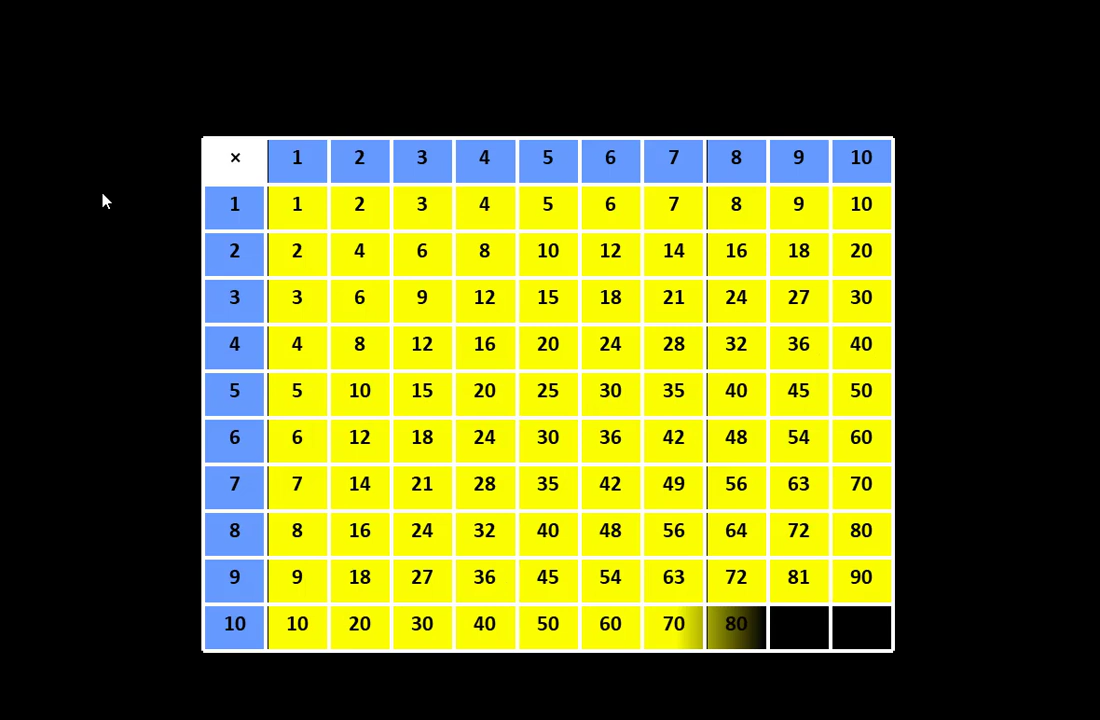 × 1 2 3 4 5 6 7 8 9 10
1 1 2 3 4 5 6 7 8 9 10
2 2 4 6 8 10 12 14 16 18 20
3 3 6 9 12 15 18 21 24 27 30
4 4 8 12 16 20 24 28 32 36 40
5 5 10 15 20 25 30 35 40 45 50
6 6 12 18 24 30 36 42 48 54 60
7 7 14 21 28 35 42 49 56 63 70
8 8 16 24 32 40 48 56 64 72 80
9 9 18 27 36 45 54 63 72 81 90
10 10 20 30 40 50 60 70 80